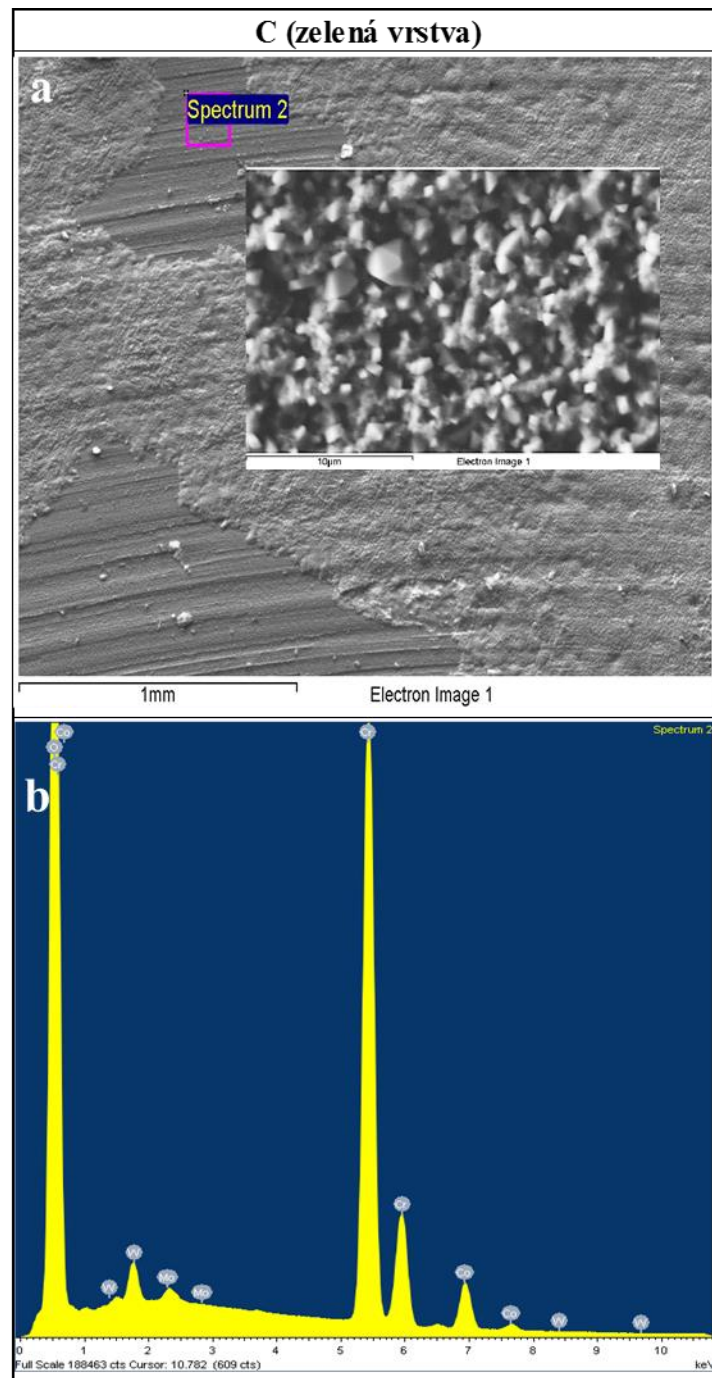 C (zelená vrstva)
a
Spectrum 2
10µm Electron Image 1
1mm Electron Image 1
Spectrum 2
b
Co
O
Cr
Cr
Cr
W
W
Mo
Mo
Co
Co
W
W
0 1 2 3 4 5 6 7 8 9 10
Full Scale 188463 cts Cursor: 10.782 (609 cts) keV